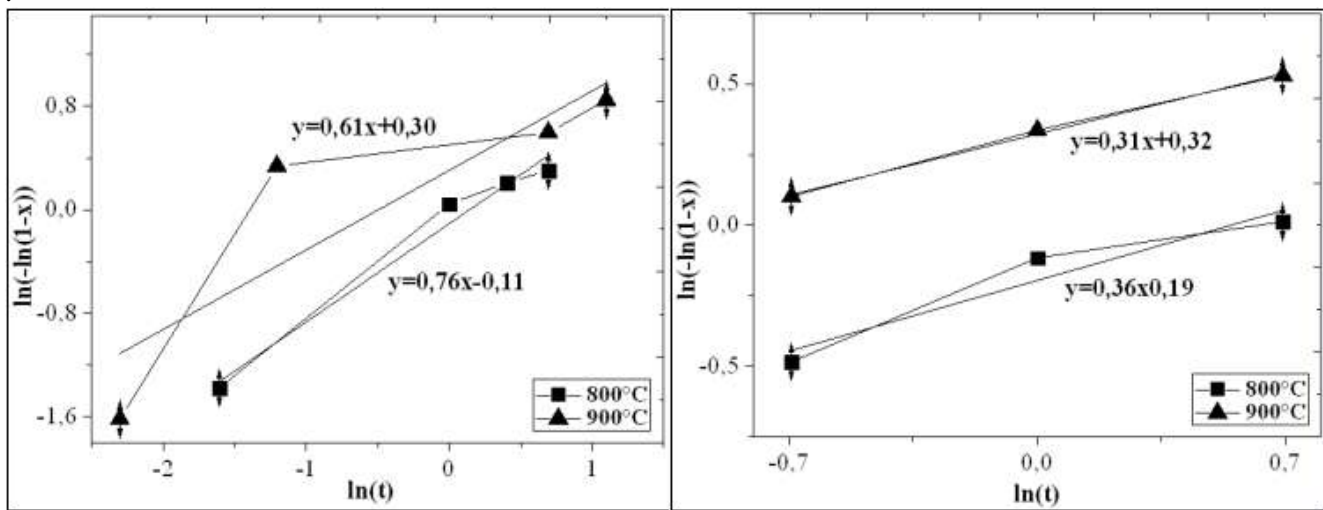 ln(-ln(1-x))
0.8
0.0
-0.8
-1.6
y=0,61x+0,30
y=0,76x-0,11
800°C
900°C
-2
-1
0
1
ln(t)
ln(-ln(1-x))
0,5
0,0
-0,5
y=0,31x+0,32
y=0,36x0,19
800°C
900°C
-0,7
0,0
0,7
ln(t)